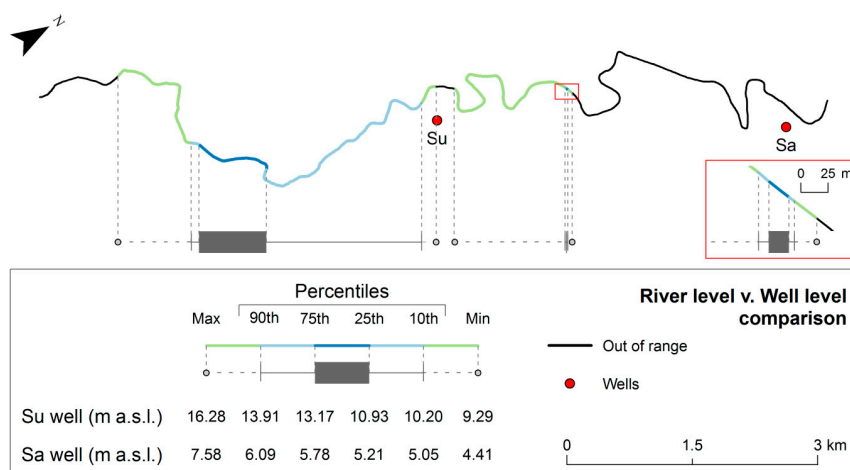 N
Su
Sa
0 25 m
Percentiles
Max 90th 75th 25th 10th Min
River level v. Well level
comparison
Out of range
Wells
Su well (m a.s.l.) 16.28 13.91 13.17 10.93 10.20 9.29
Sa well (m a.s.l.) 7.58 6.09 5.78 5.21 5.05 4.41
0 1.5 3 km